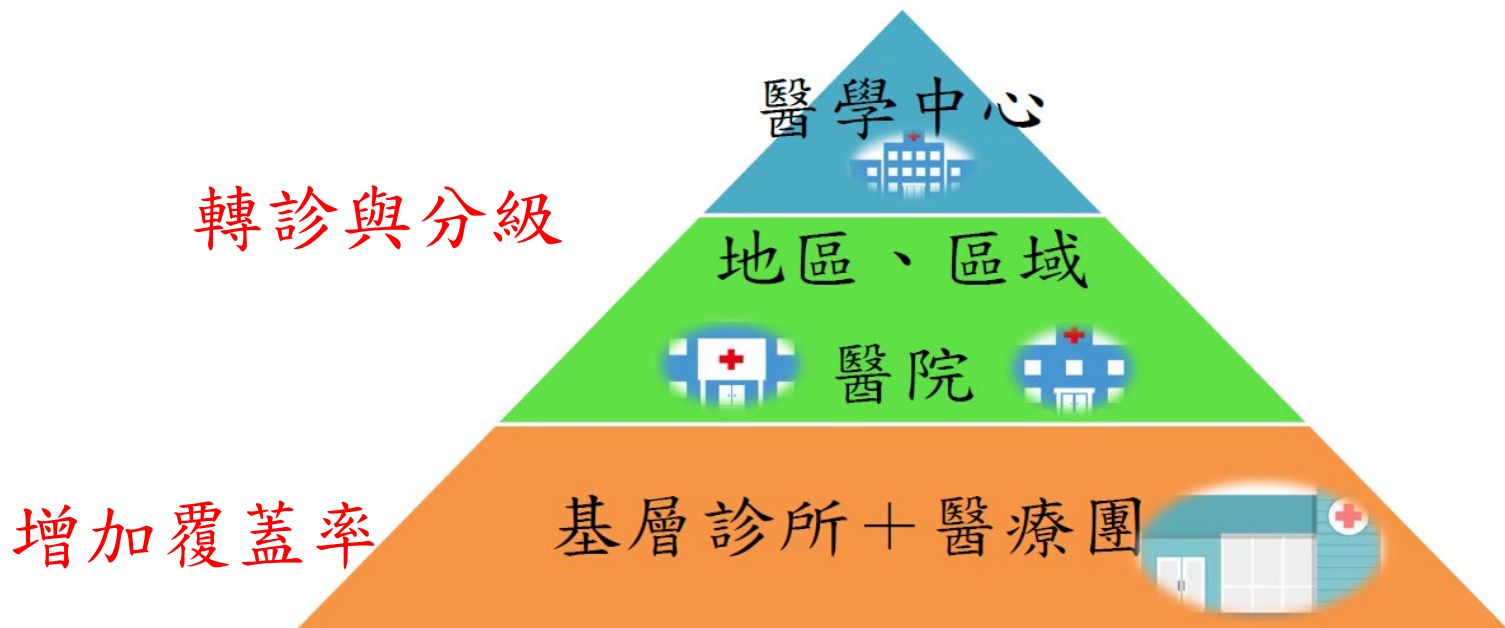 醫學中心
轉診與分級
地區、區域
醫院
增加覆蓋率
基層診所＋醫療團